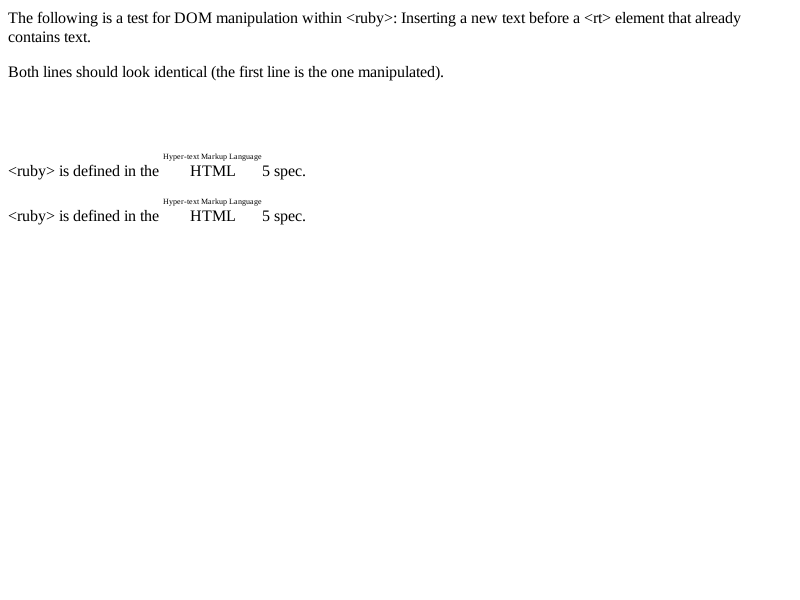 The following is a test for DOM manipulation within <ruby>: Inserting a new text before a <rt> element that already
contains text.
Both lines should look identical (the first line is the one manipulated).
Hyper-text Markup Language
<ruby> is defined in the HTML 5 spec.
Hyper-text Markup Language
<ruby> is defined in the HTML 5 spec.